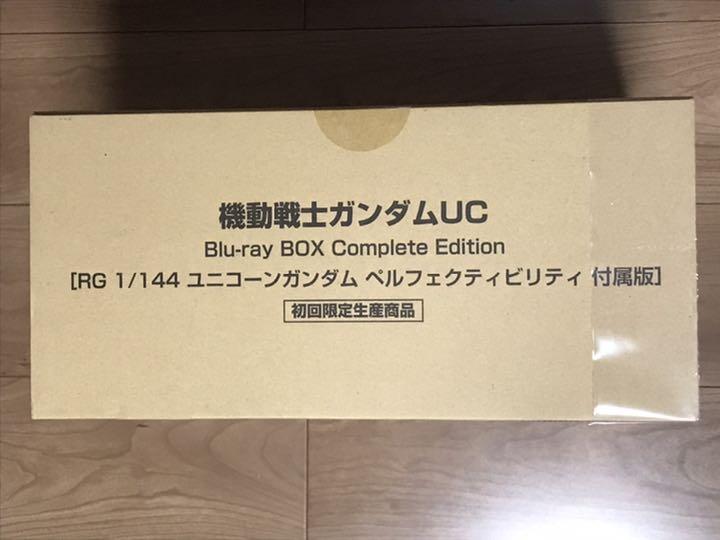 機動戦士ガンダムUC
Blu-ray BOX Complete Edition
[RG 1/144 ユニコーンガンダム ペルフェクティビリティ 付属版]
初回限定生産商品